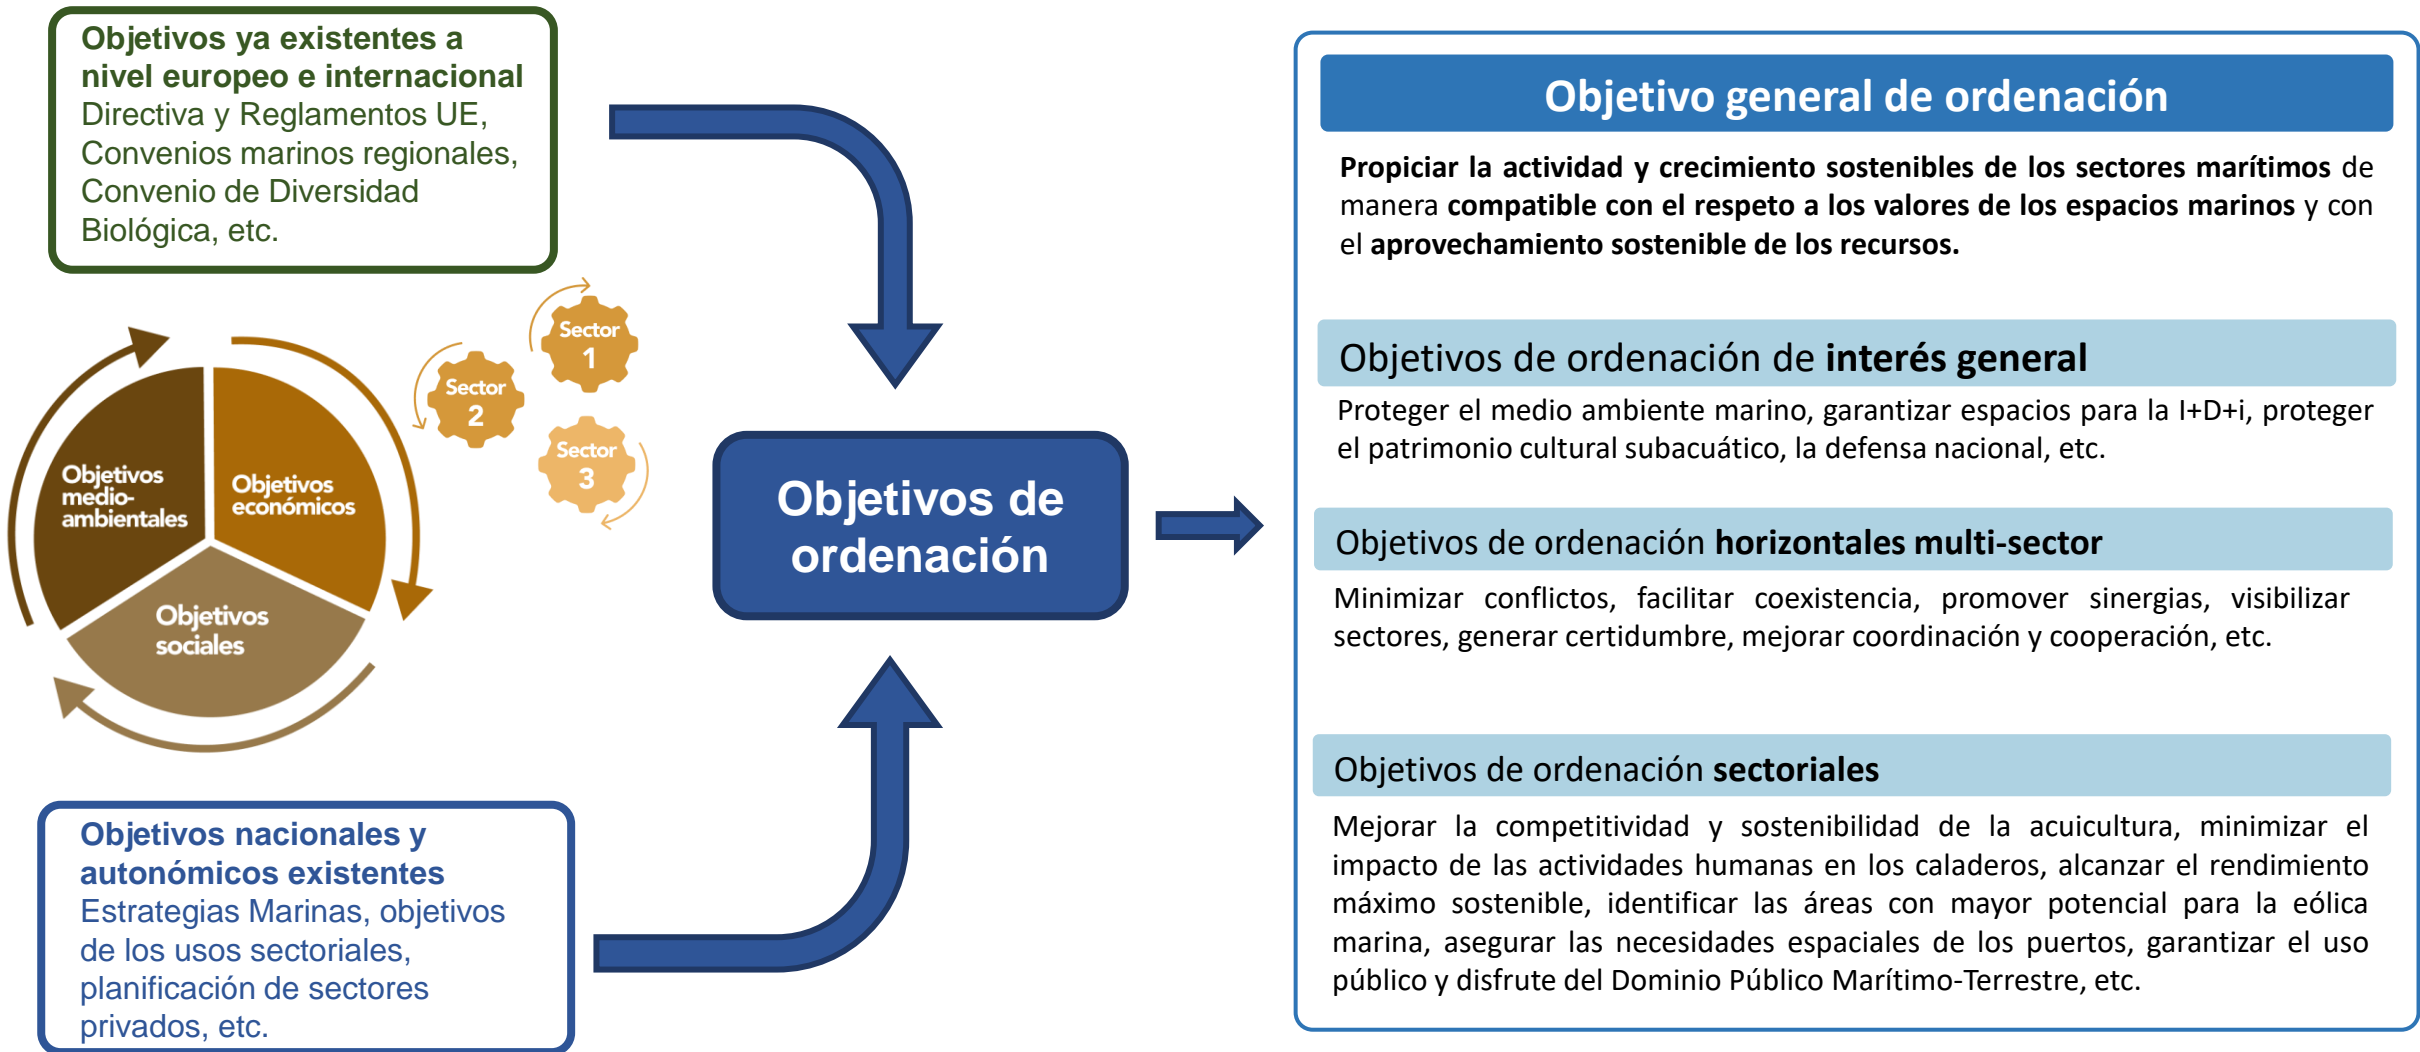 Objetivos ya existentes a
nivel europeo e internacional
Directiva y Reglamentos UE,
Convenios marinos regionales,
Convenio de Diversidad
Biológica, etc.
Sector
1
Sector
2
Sector
3
Objetivos
medio-
ambientales
Objetivos
económicos
Objetivos
sociales
Objetivos nacionales y
autonómicos existentes
Estrategias Marinas, objetivos
de los usos sectoriales,
planificación de sectores
privados, etc.
Objetivos de
ordenación
Objetivo general de ordenación
Propiciar la actividad y crecimiento sostenibles de los sectores marítimos de
manera compatible con el respeto a los valores de los espacios marinos y con
el aprovechamiento sostenible de los recursos.
Objetivos de ordenación de interés general
Proteger el medio ambiente marino, garantizar espacios para la I+D+i, proteger
el patrimonio cultural subacuático, la defensa nacional, etc.
Objetivos de ordenación horizontales multi-sector
Minimizar conflictos, facilitar coexistencia, promover sinergias, visibilizar
sectores, generar certidumbre, mejorar coordinación y cooperación, etc.
Objetivos de ordenación sectoriales
Mejorar la competitividad y sostenibilidad de la acuicultura, minimizar el
impacto de las actividades humanas en los caladeros, alcanzar el rendimiento
máximo sostenible, identificar las áreas con mayor potencial para la eólica
marina, asegurar las necesidades espaciales de los puertos, garantizar el uso
público y disfrute del Dominio Público Marítimo-Terrestre, etc.